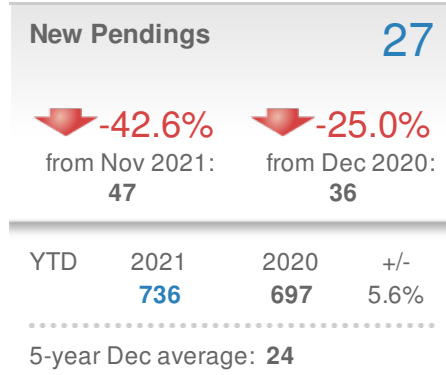 New Pendings 27
-42.6% -25.0%
from Nov 2021: from Dec 2020:
47 36
YTD 2021 2020 +/-
736 697 5.6%
5-year Dec average: 24